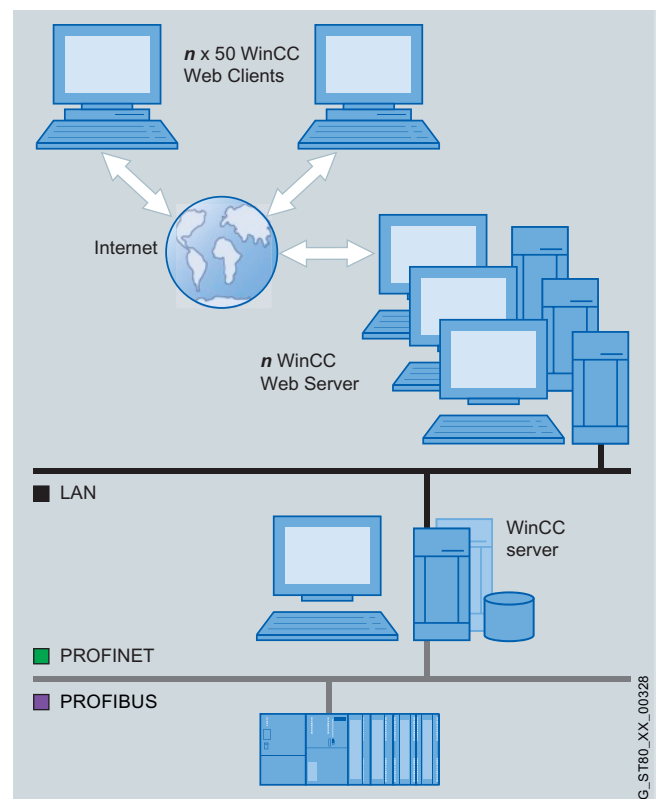 n x 50 WinCC
Web Clients
Internet
n WinCC
Web Server
LAN
WinCC
server
PROFINET
PROFIBUS
G_ST80_XX_00328